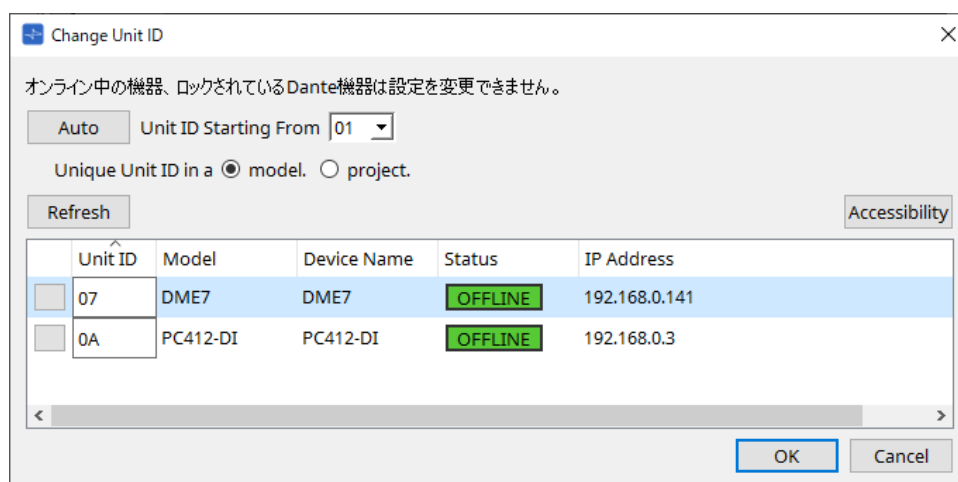 Change Unit ID
オンライン中の機器、ロックされているDante機器は設定を変更できません。
Auto Unit ID Starting From 01
Unique Unit ID in a model. project.
Refresh Accessibility
Unit ID Model Device Name Status IP Address
07 DME7 DME7 OFFLINE 192.168.0.141
0A PC412-DI PC412-DI OFFLINE 192.168.0.3
OK Cancel